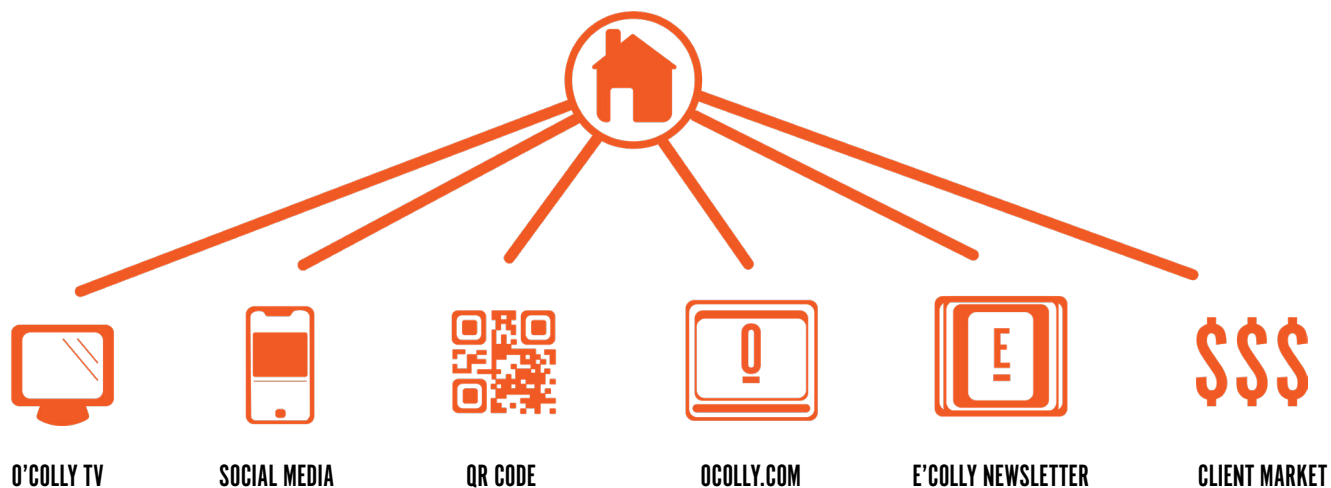 O
E
$$$
O'COLLY TV
SOCIAL MEDIA
QR CODE
OCOLLY.COM
E'COLLY NEWSLETTER
CLIENT MARKET